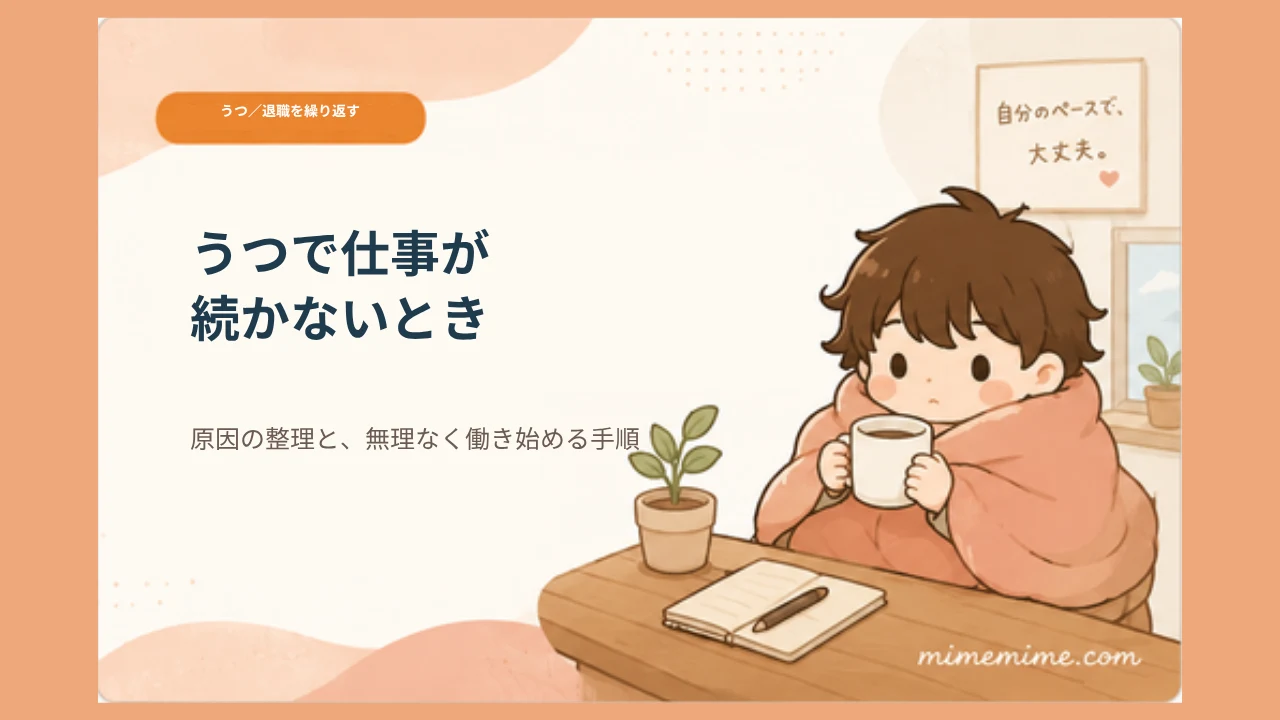 うつ／退職を繰り返す
自分のペースで、
大丈夫。
うつで仕事が
続かないとき
原因の整理と、無理なく働き始める手順
mimemime.com